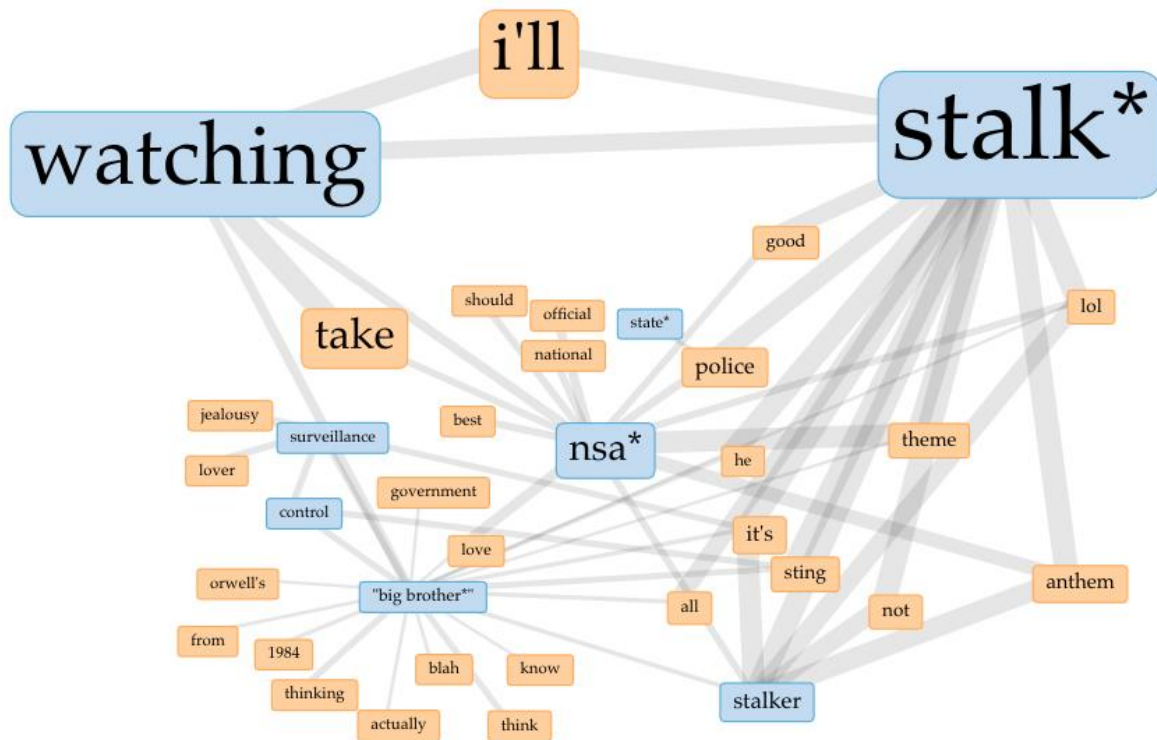 i'll
stalk*
watching
good
should
official
lol
take
state*
national
police
jealousy
best
surveillance
nsa*
theme
lover
he
government
control
it's
love
sting
orwell's
"big brother*"
all
not
anthem
from
1984
blah
know
thinking
stalker
actually
think